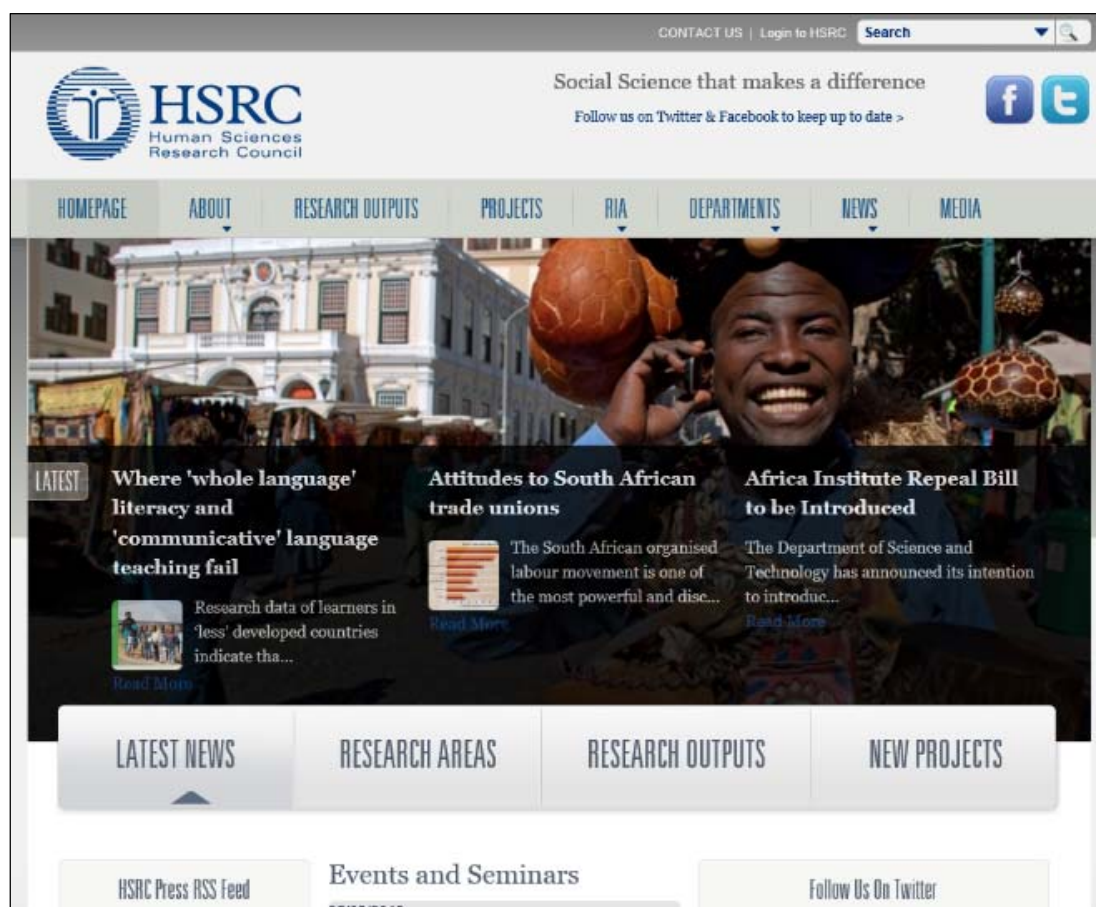 CONTACT US | Login to HSRC Search
HSRC
Human Sciences
Research Council
Social Science that makes a difference
Follow us on Twitter & Facebook to keep up to date >
f t
HOMEPAGE ABOUT RESEARCH OUTPUTS PROJECTS RIA DEPARTMENTS NEWS MEDIA
LATEST
Where 'whole language'
literacy and
'communicative' language
teaching fail
Research data of learners in
'less' developed countries
indicate tha...
Read More
Attitudes to South African
trade unions
The South African organised
labour movement is one of
the most powerful and disc...
Read More
Africa Institute Repeal Bill
to be Introduced
The Department of Science and
Technology has announced its intention
to introduc...
Read More
LATEST NEWS RESEARCH AREAS RESEARCH OUTPUTS NEW PROJECTS
HSRC Press RSS Feed
Events and Seminars
Follow Us On Twitter